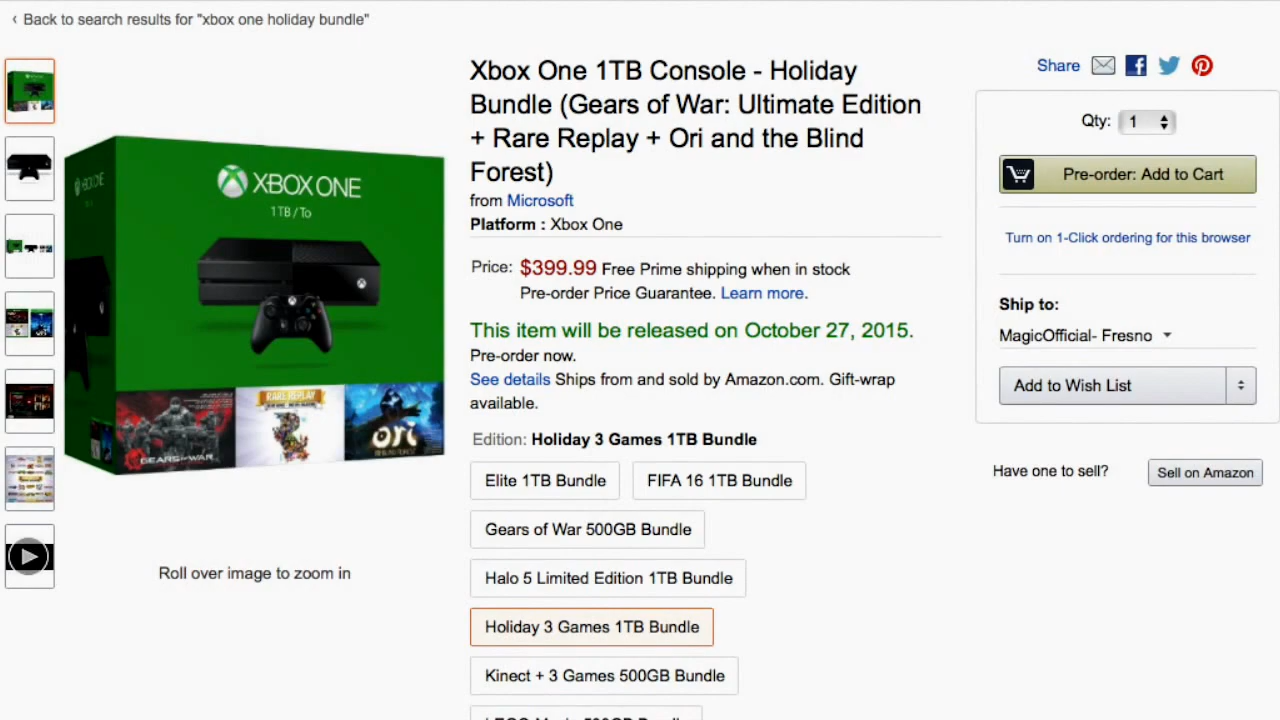 ‹ Back to search results for "xbox one holiday bundle"
Xbox One 1TB Console - Holiday
Bundle (Gears of War: Ultimate Edition
+ Rare Replay + Ori and the Blind
Forest)
from Microsoft
Platform : Xbox One
Price: $399.99 Free Prime shipping when in stock
Pre-order Price Guarantee. Learn more.
This item will be released on October 27, 2015.
Pre-order now.
See details Ships from and sold by Amazon.com. Gift-wrap
available.
Edition: Holiday 3 Games 1TB Bundle
Elite 1TB Bundle
FIFA 16 1TB Bundle
Gears of War 500GB Bundle
Halo 5 Limited Edition 1TB Bundle
Holiday 3 Games 1TB Bundle
Kinect + 3 Games 500GB Bundle
XBOX ONE
XBOX ONE
1TB/To
GEARS OF WAR
RARE REPLAY
ori
Roll over image to zoom in
Share
Qty: 1
Pre-order: Add to Cart
Turn on 1-Click ordering for this browser
Ship to:
MagicOfficial- Fresno
Add to Wish List
Have one to sell?
Sell on Amazon